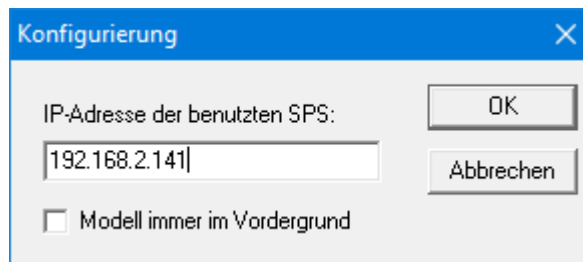 Konfigurierung
IP-Adresse der benutzten SPS:
192.168.2.141
Modell immer im Vordergrund
OK
Abbrechen